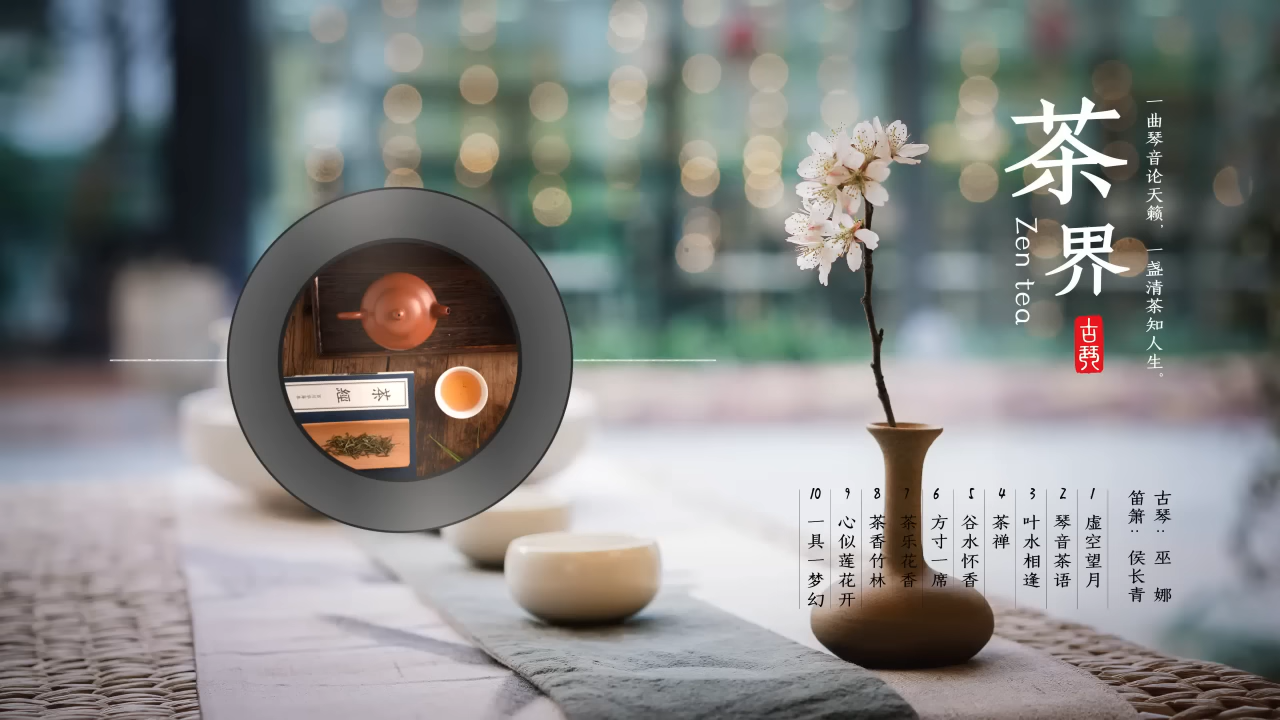 一曲琴音论天籁，一盏清茶知人生。
茶界
Zen tea
古琴
古琴：巫 娜
笛箫：侯长青
1 虚空望月
2 琴音茶语
3 叶水相逢
4 茶禅
5 谷水怀香
6 方寸一席
7 茶乐花香
8 茶香竹林
9 心似莲花开
10 一具一梦幻
茶經